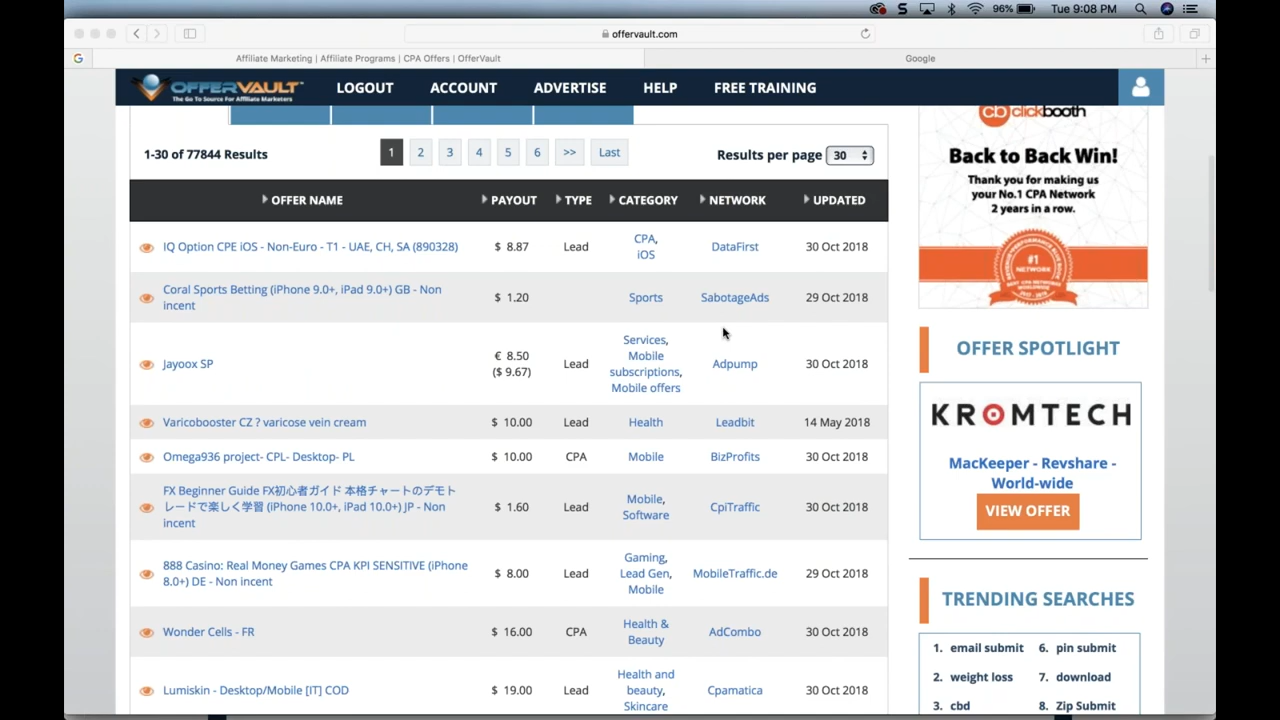 96% Tue 9:08 PM
offervault.com
Affiliate Marketing | Affiliate Programs | CPA Offers | OfferVault
Google
OFFERVAULT
The Go To Source For Affiliate Marketers
LOGOUT
ACCOUNT
ADVERTISE
HELP
FREE TRAINING
1-30 of 77844 Results
1 2 3 4 5 6 >> Last
Results per page 30
OFFER NAME PAYOUT TYPE CATEGORY NETWORK UPDATED
IQ Option CPE iOS - Non-Euro - T1 - UAE, CH, SA (890328)
$ 8.87
Lead
CPA,
iOS
DataFirst
30 Oct 2018
Coral Sports Betting (iPhone 9.0+, iPad 9.0+) GB - Non
incent
$ 1.20
Sports
SabotageAds
29 Oct 2018
Jayoox SP
€ 8.50
($ 9.67)
Lead
Services,
Mobile
subscriptions,
Mobile offers
Adpump
30 Oct 2018
Varicobooster CZ ? varicose vein cream
$ 10.00
Lead
Health
Leadbit
14 May 2018
Omega936 project- CPL- Desktop- PL
$ 10.00
CPA
Mobile
BizProfits
30 Oct 2018
FX Beginner Guide FX初心者ガイド 本格チャートのデモト
レードで楽しく学習 (iPhone 10.0+, iPad 10.0+) JP - Non
incent
$ 1.60
Lead
Mobile,
Software
CpiTraffic
30 Oct 2018
888 Casino: Real Money Games CPA KPI SENSITIVE (iPhone
8.0+) DE - Non incent
$ 8.00
Lead
Gaming,
Lead Gen,
Mobile
MobileTraffic.de
29 Oct 2018
Wonder Cells - FR
$ 16.00
CPA
Health &
Beauty
AdCombo
30 Oct 2018
Lumiskin - Desktop/Mobile [IT] COD
$ 19.00
Lead
Health and
beauty,
Skincare
Cpamatica
30 Oct 2018
cb clickbooth
Back to Back Win!
Thank you for making us
your No.1 CPA Network
2 years in a row.
#1
NETWORK
OFFER SPOTLIGHT
KROMTECH
MacKeeper - Revshare -
World-wide
VIEW OFFER
TRENDING SEARCHES
1. email submit
2. weight loss
3. cbd
6. pin submit
7. download
8. Zip Submit